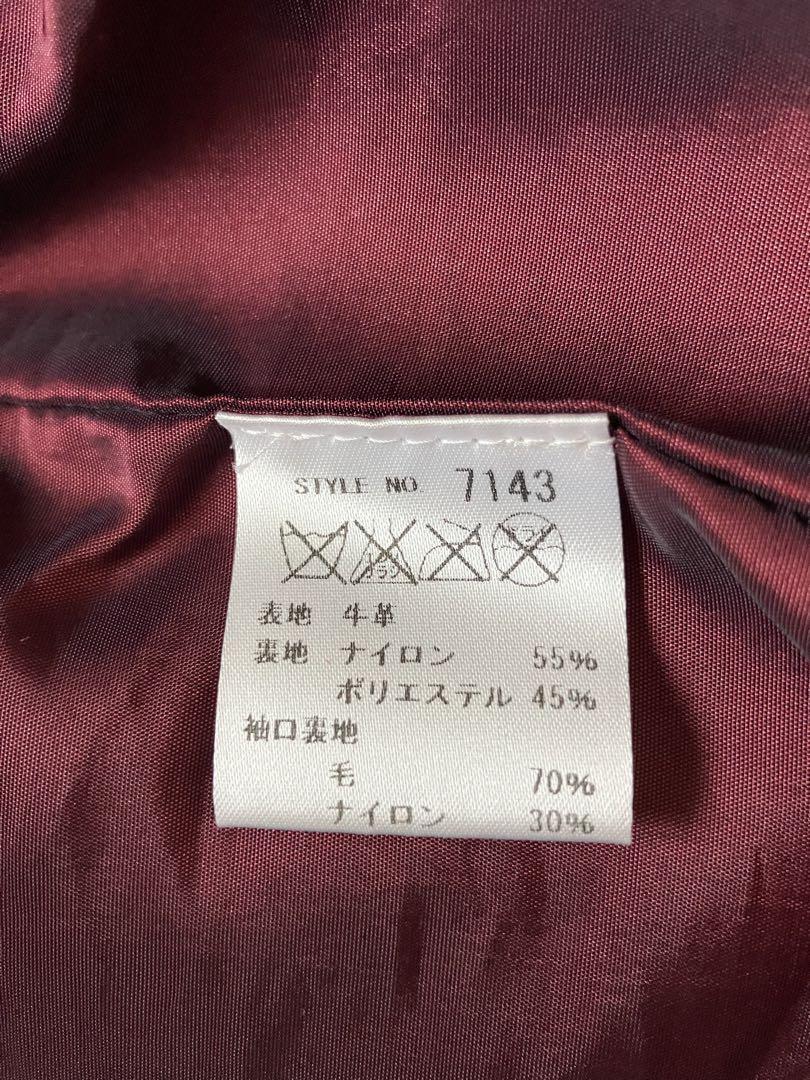 STYLE NO. 7143
表地 牛革
裏地 ナイロン 55%
ポリエステル 45%
袖口裏地
毛 70%
ナイロン 30%